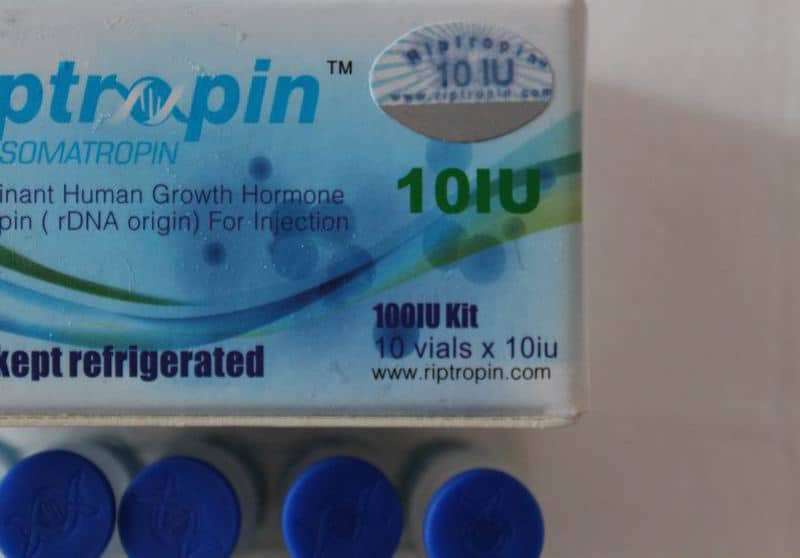 Riptropin™
10 IU
www.riptropin.com
ptropin™
SOMATROPIN
inant Human Growth Hormone
pin ( rDNA origin) For Injection
10IU
100IU Kit
10 vials x 10iu
kept refrigerated
www.riptropin.com